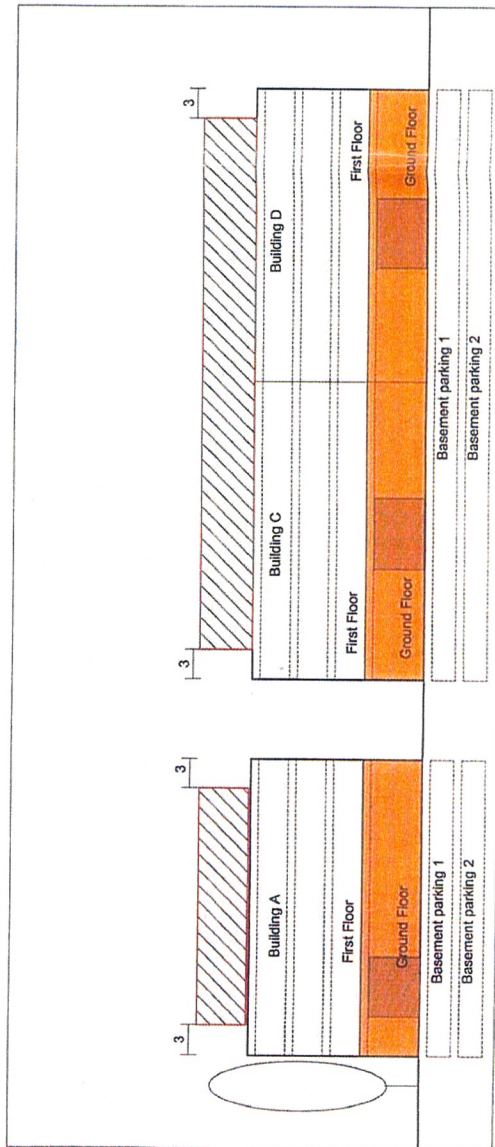 3
3
3
3
Building A
Building C
Building D
First Floor
First Floor
First Floor
Ground Floor
Ground Floor
Ground Floor
Basement parking 1
Basement parking 1
Basement parking 2
Basement parking 2